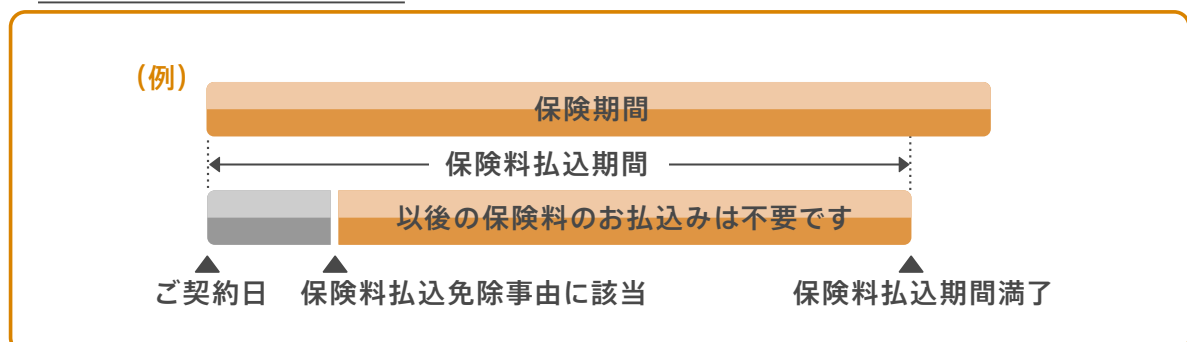 (例)
保険期間
保険料払込期間
以後の保険料のお払込みは不要です
ご契約日
保険料払込免除事由に該当
保険料払込期間満了